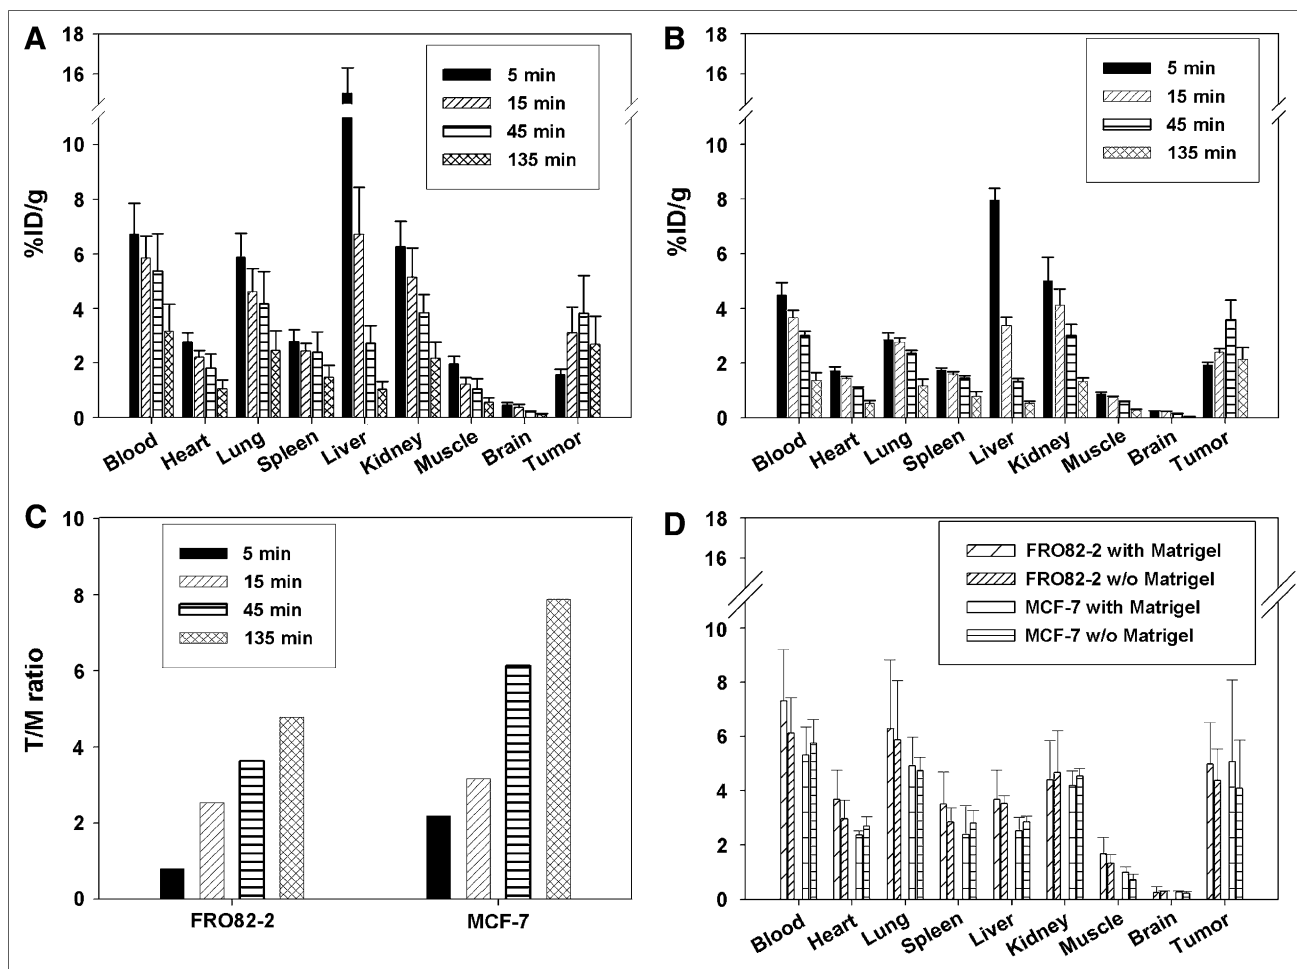 A
18
16
10
8
6
4
2
0
%ID/g
5 min
15 min
45 min
135 min
Blood
Heart
Lung
Spleen
Liver
Kidney
Muscle
Brain
Tumor
B
18
16
10
8
6
4
2
0
%ID/g
5 min
15 min
45 min
135 min
Blood
Heart
Lung
Spleen
Liver
Kidney
Muscle
Brain
Tumor
C
10
8
6
4
2
0
T/M ratio
5 min
15 min
45 min
135 min
FRO82-2
MCF-7
D
18
16
10
8
6
4
2
0
FRO82-2 with Matrigel
FRO82-2 w/o Matrigel
MCF-7 with Matrigel
MCF-7 w/o Matrigel
Blood
Heart
Lung
Spleen
Liver
Kidney
Muscle
Brain
Tumor